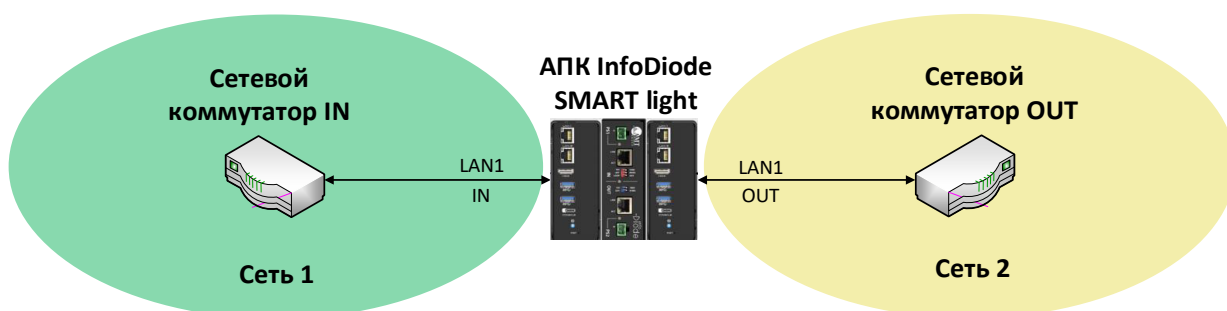 Сетевой
коммутатор IN
LAN1
IN
Сеть 1
АПК InfoDiode
SMART light
Сетевой
коммутатор OUT
LAN1
OUT
Сеть 2